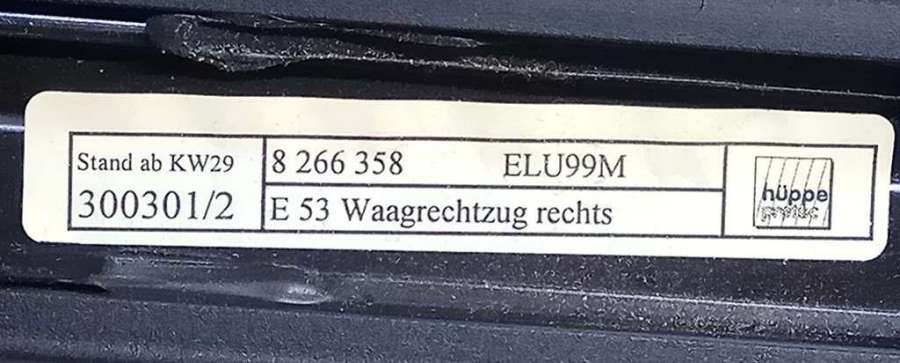 Stand ab KW29
300301/2
8 266 358 ELU99M
E 53 Waagrechtzug rechts
hüppe